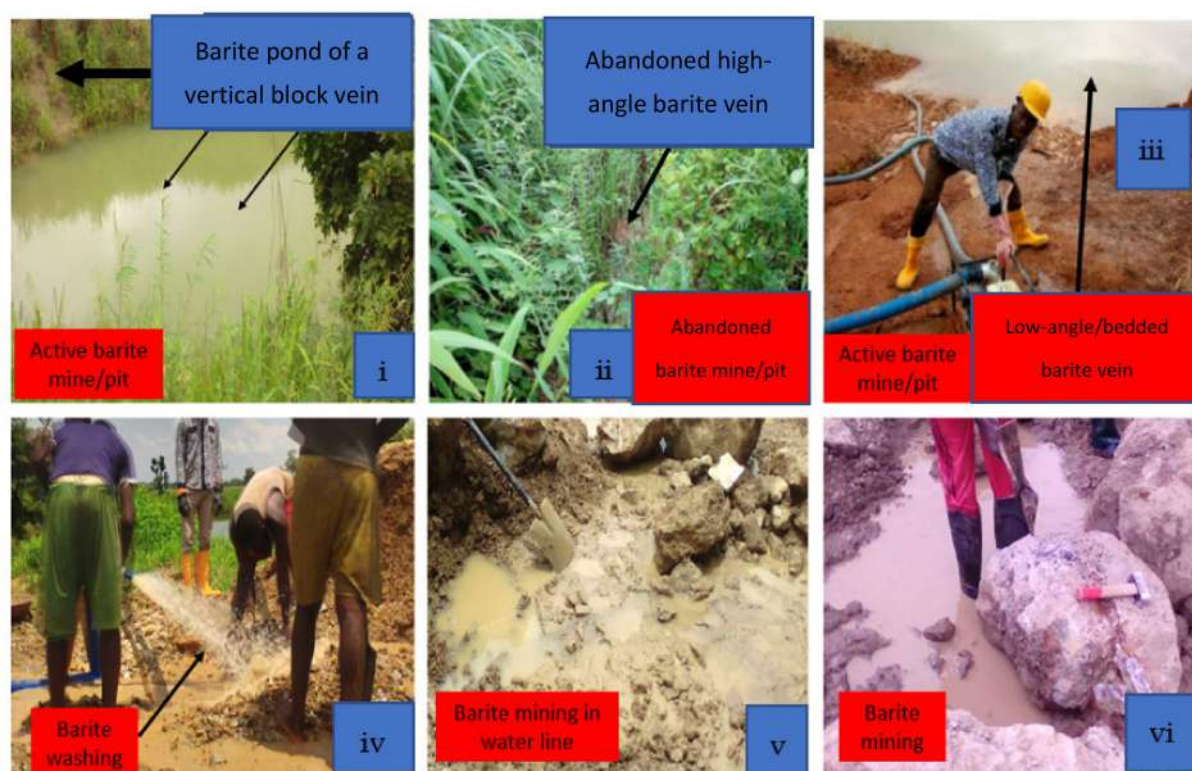 Barite pond of a
vertical block vein
Active barite
mine/pit
i
Abandoned high-
angle barite vein
ii
Abandoned
barite mine/pit
iii
Active barite
mine/pit
Low-angle/bedded
barite vein
Barite
washing
iv
Barite mining in
water line
v
Barite
mining
vi